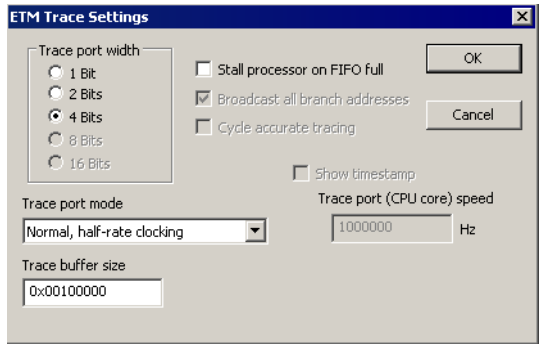 ETM Trace Settings
Trace port width
1 Bit
2 Bits
4 Bits
8 Bits
16 Bits
Stall processor on FIFO full
Broadcast all branch addresses
Cycle accurate tracing
OK
Cancel
Show timestamp
Trace port mode
Normal, half-rate clocking
Trace port (CPU core) speed
1000000 Hz
Trace buffer size
0x00100000